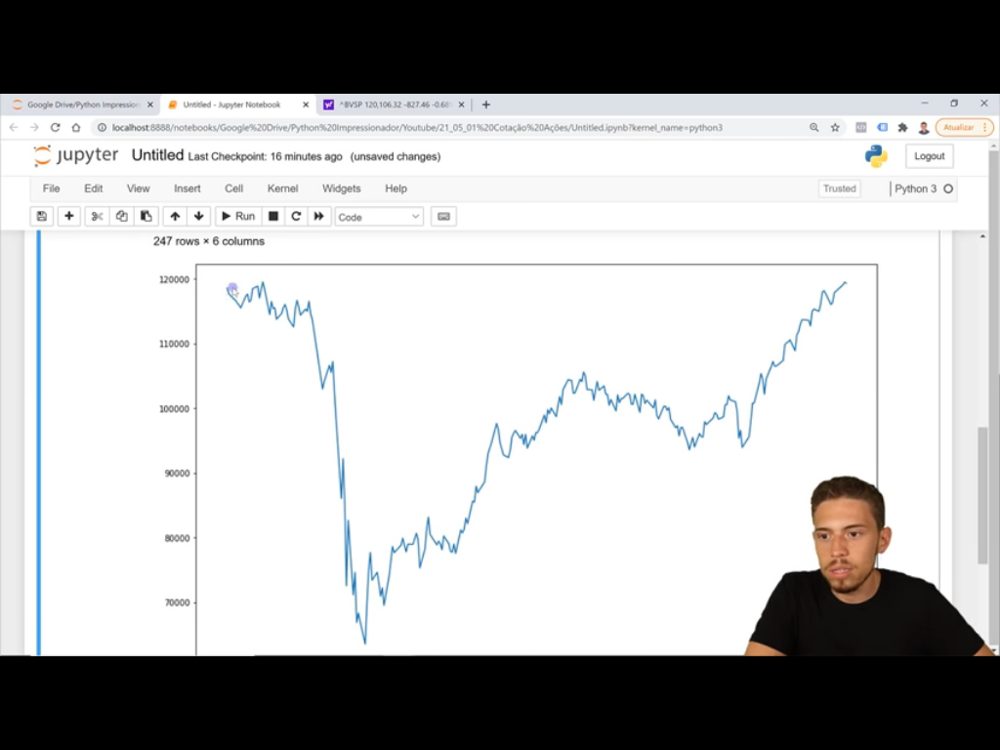 Google Drive/Python Impression
Untitled - Jupyter Notebook
^BVSP 120,106.32 -827.46 -0.68
localhost:8888/notebooks/Google%20Drive/Python%20Impressionador/Youtube/21_05_01%20Cotação%20Ações/Untitled.ipynb?kernel_name=python3
Atualizar
jupyter Untitled Last Checkpoint: 16 minutes ago (unsaved changes)
Logout
File Edit View Insert Cell Kernel Widgets Help
Trusted
Python 3
Run
Code
247 rows × 6 columns
120000
110000
100000
90000
80000
70000